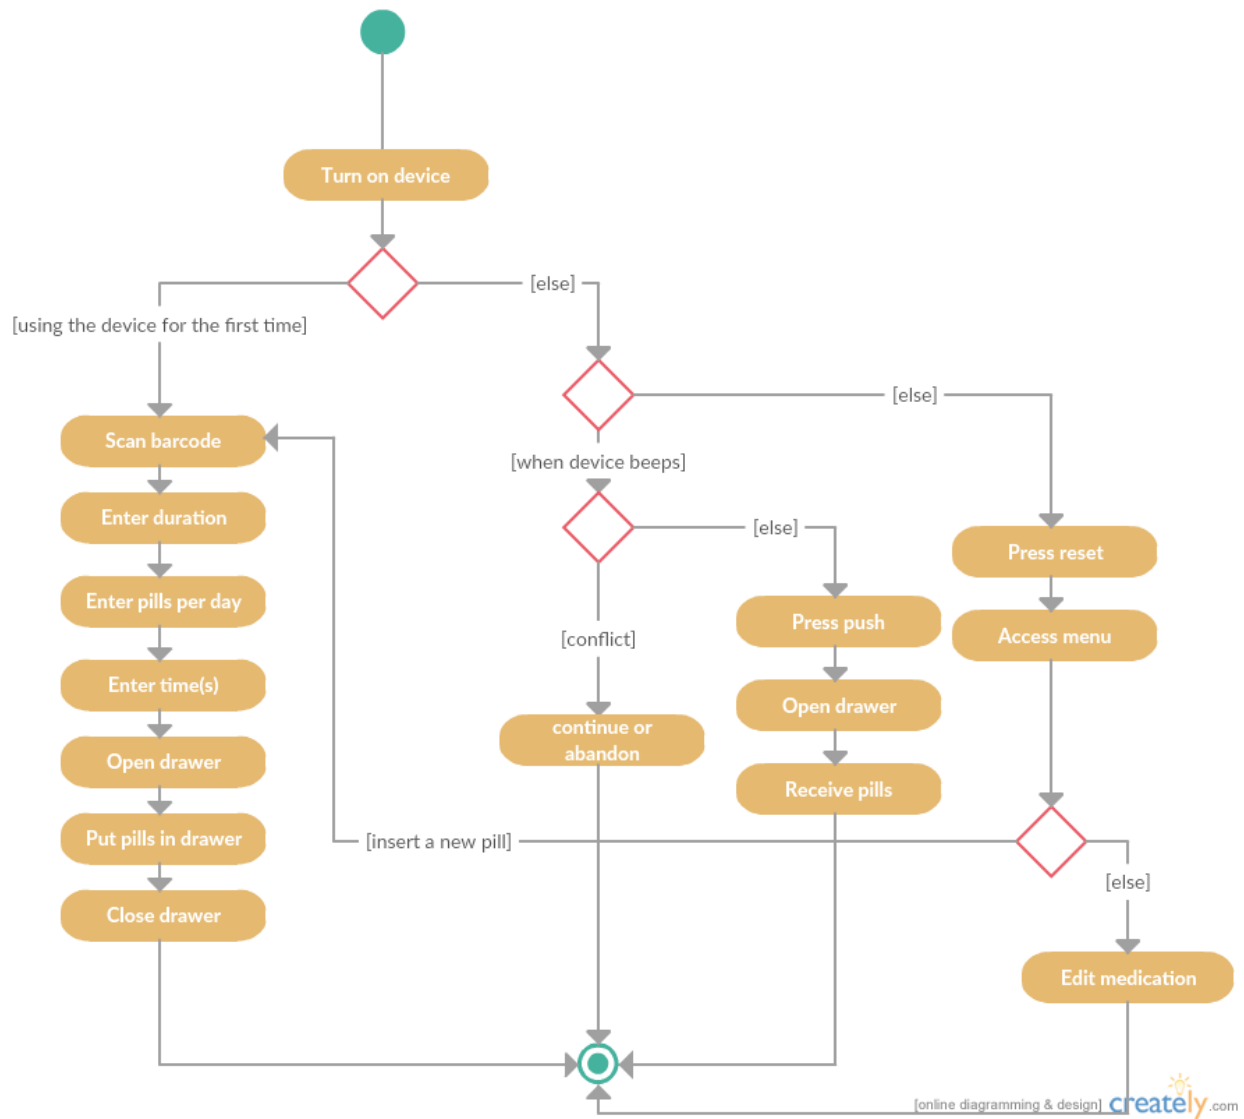 Turn on device
[else]
[using the device for the first time]
[else]
Scan barcode
[when device beeps]
Enter duration
[else]
Press reset
Enter pills per day
Press push
Access menu
[conflict]
Enter time(s)
Open drawer
continue or
abandon
Open drawer
Receive pills
Put pills in drawer
[insert a new pill]
[else]
Close drawer
Edit medication
[online diagramming & design] creately.com